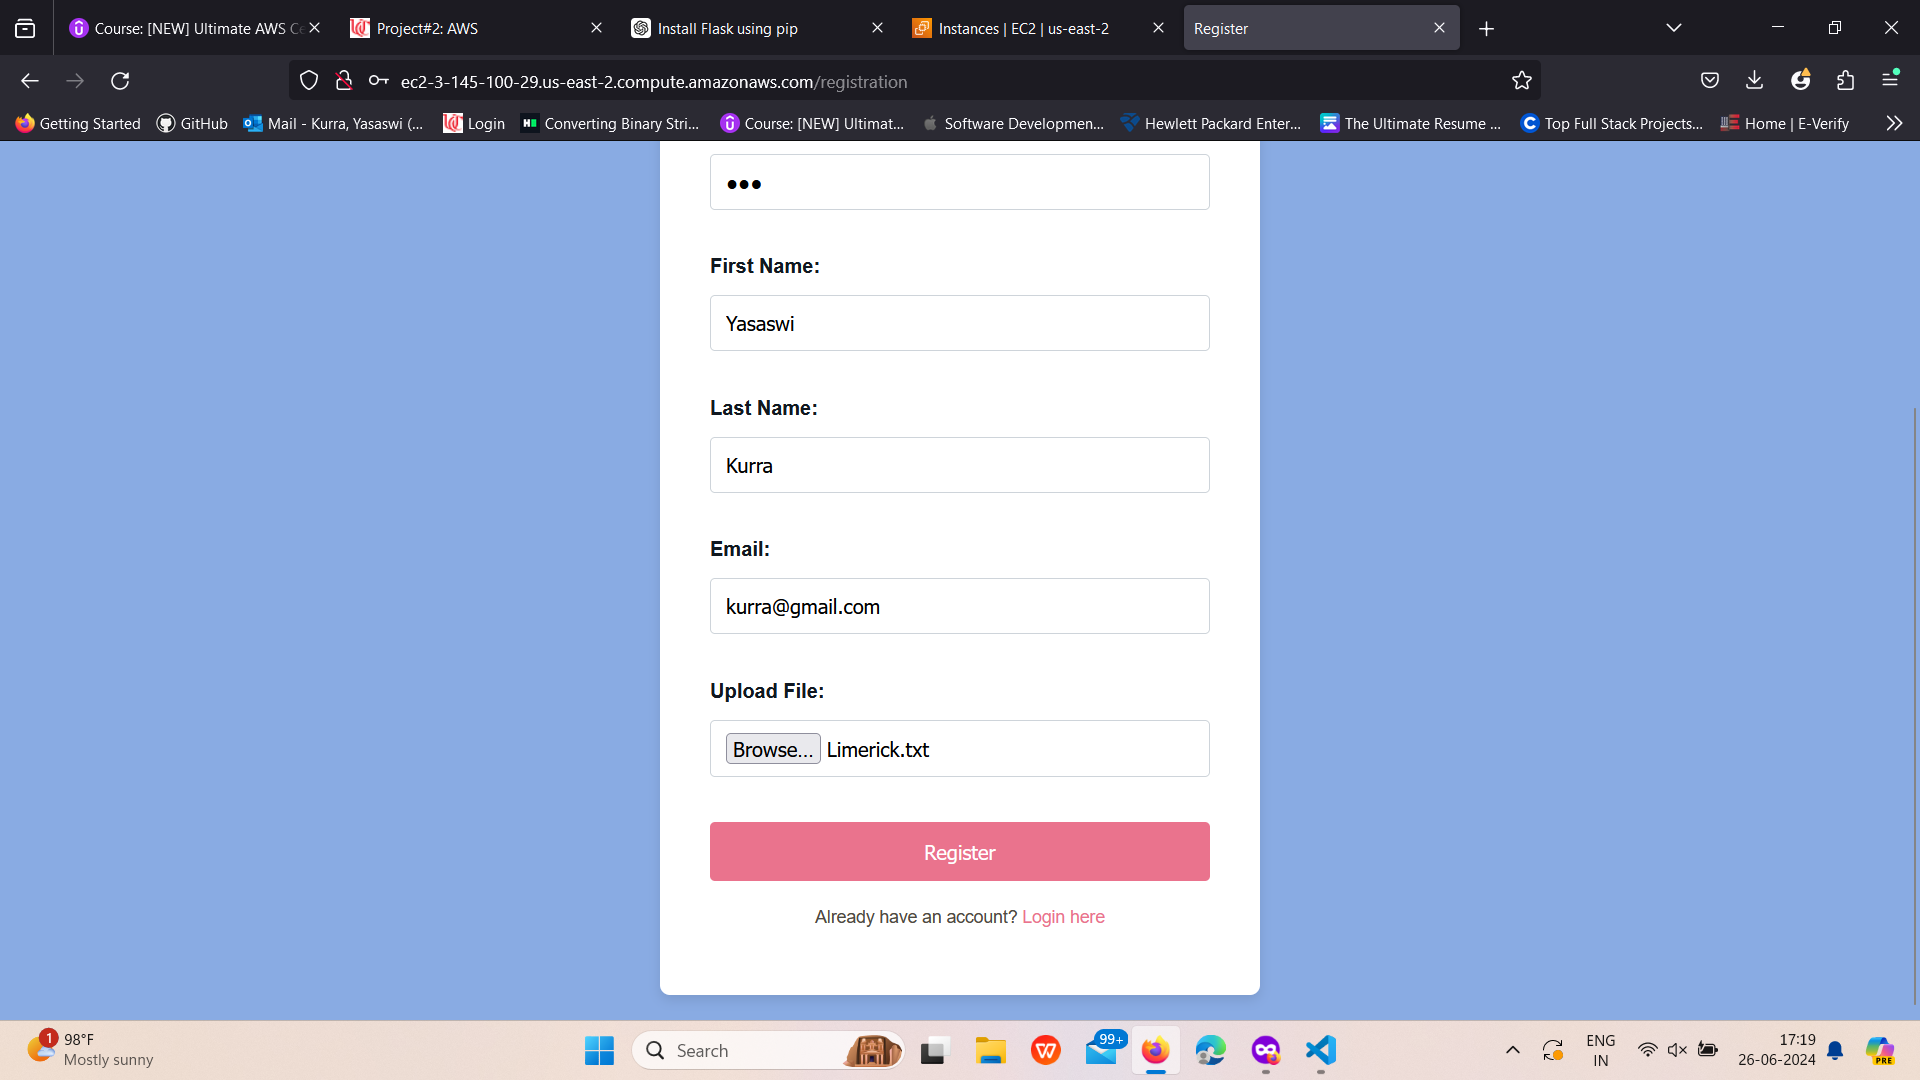 Course: [NEW] Ultimate AWS Ce
Project#2: AWS
Install Flask using pip
Instances | EC2 | us-east-2
Register
ec2-3-145-100-29.us-east-2.compute.amazonaws.com/registration
Getting Started
GitHub
Mail - Kurra, Yasaswi (...
Login
Converting Binary Stri...
Course: [NEW] Ultimat...
Software Developmen...
Hewlett Packard Enter...
The Ultimate Resume ...
Top Full Stack Projects...
Home | E-Verify
•••
First Name:
Yasaswi
Last Name:
Kurra
Email:
kurra@gmail.com
Upload File:
Browse... Limerick.txt
Register
Already have an account? Login here
1
98°F
Mostly sunny
Search
99+
ENG
IN
17:19
26-06-2024
PRE